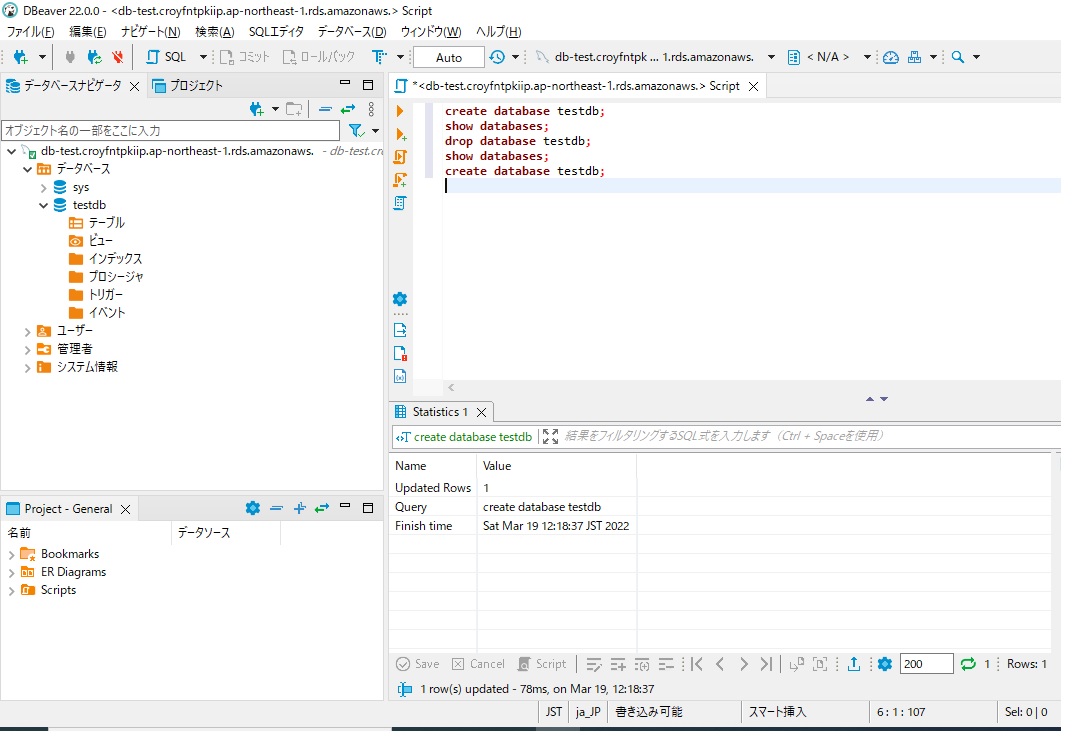 DBeaver 22.0.0 - <db-test.croyfntpkiip.ap-northeast-1.rds.amazonaws.com> Script
ファイル(F) 編集(E) ナビゲート(N) 検索(A) SQLエディタ データベース(D) ウィンドウ(W) ヘルプ(H)
SQL コミット ロールバック Auto db-test.croyfntpk ... 1.rds.amazonaws. < N/A >
データベースナビゲータ プロジェクト
オブジェクト名の一部をここに入力
db-test.croyfntpkiip.ap-northeast-1.rds.amazonaws. - db-test.cr
データベース
sys
testdb
テーブル
ビュー
インデックス
プロシージャ
トリガー
イベント
ユーザー
管理者
システム情報
Project - General
名前 データソース
Bookmarks
ER Diagrams
Scripts
*<db-test.croyfntpkiip.ap-northeast-1.rds.amazonaws.> Script
create database testdb;
show databases;
drop database testdb;
show databases;
create database testdb;
Statistics 1
create database testdb 結果をフィルタリングするSQL式を入力します (Ctrl + Spaceを使用)
Name Value
Updated Rows 1
Query create database testdb
Finish time Sat Mar 19 12:18:37 JST 2022
Save Cancel Script 200 1 Rows: 1
1 row(s) updated - 78ms, on Mar 19, 12:18:37
JST ja_JP 書き込み可能 スマート挿入 6 : 1 : 107 Sel: 0 | 0